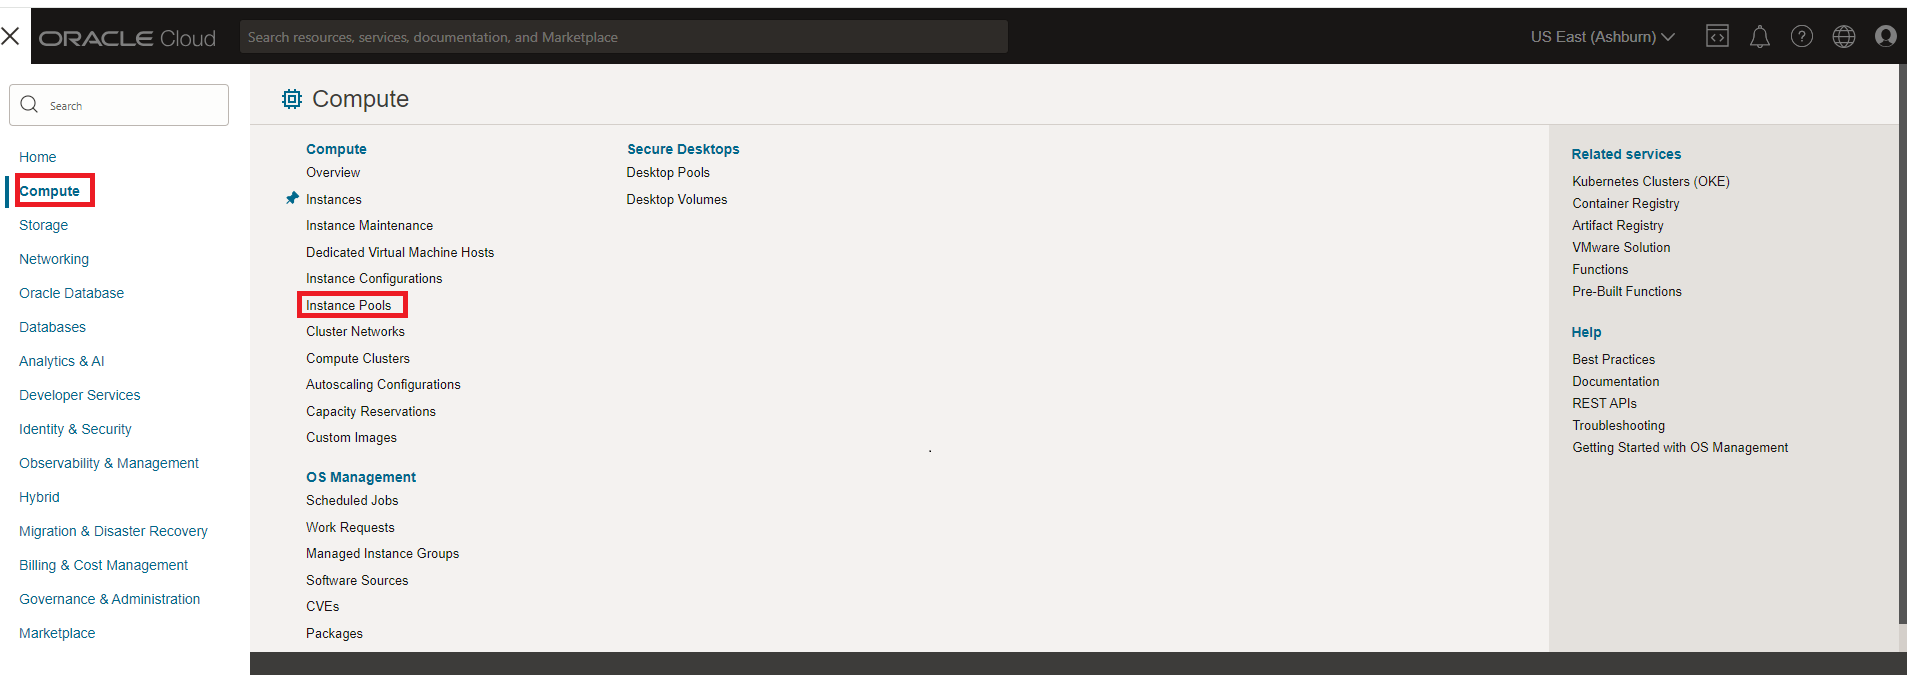 ORACLE Cloud
Search resources, services, documentation, and Marketplace
US East (Ashburn)
Search
Home
Compute
Storage
Networking
Oracle Database
Databases
Analytics & AI
Developer Services
Identity & Security
Observability & Management
Hybrid
Migration & Disaster Recovery
Billing & Cost Management
Governance & Administration
Marketplace
Compute
Compute
Overview
Instances
Instance Maintenance
Dedicated Virtual Machine Hosts
Instance Configurations
Instance Pools
Cluster Networks
Compute Clusters
Autoscaling Configurations
Capacity Reservations
Custom Images
OS Management
Scheduled Jobs
Work Requests
Managed Instance Groups
Software Sources
CVEs
Packages
Secure Desktops
Desktop Pools
Desktop Volumes
Related services
Kubernetes Clusters (OKE)
Container Registry
Artifact Registry
VMware Solution
Functions
Pre-Built Functions
Help
Best Practices
Documentation
REST APIs
Troubleshooting
Getting Started with OS Management